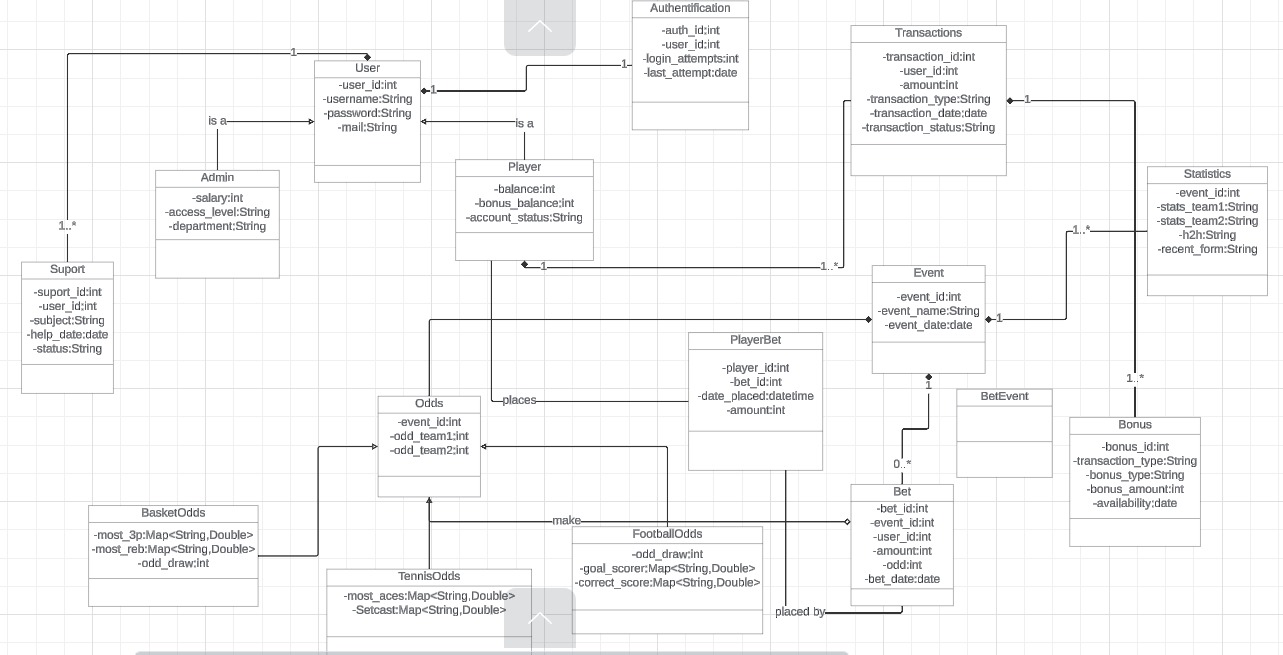 Authentification
-auth_id:int
-user_id:int
-login_attempts:int
-last_attempt:date
Transactions
-transaction_id:int
-user_id:int
-amount:int
-transaction_type:String
-transaction_date:date
-transaction_status:String
1
1
1
1
User
-user_id:int
-username:String
-password:String
-mail:String
is a
is a
Admin
-salary:int
-access_level:String
-department:String
Player
-balance:int
-bonus_balance:int
-account_status:String
Statistics
-event_id:int
-stats_team1:String
-stats_team2:String
-h2h:String
-recent_form:String
1..*
1..*
1
1..*
Suport
-suport_id:int
-user_id:int
-subject:String
-help_date:date
-status:String
Event
-event_id:int
-event_name:String
-event_date:date
1
PlayerBet
-player_id:int
-bet_id:int
-date_placed:datetime
-amount:int
1
1..*
BetEvent
places
Odds
-event_id:int
-odd_team1:int
-odd_team2:int
Bonus
-bonus_id:int
-transaction_type:String
-bonus_type:String
-bonus_amount:int
-availability:date
0..*
Bet
-bet_id:int
-event_id:int
-user_id:int
-amount:int
-odd:int
-bet_date:date
BasketOdds
-most_3p:Map<String,Double>
-most_reb:Map<String,Double>
-odd_draw:int
make
FootballOdds
-odd_draw:int
-goal_scorer:Map<String,Double>
-correct_score:Map<String,Double>
TennisOdds
-most_aces:Map<String,Double>
-Setcast:Map<String,Double>
placed by